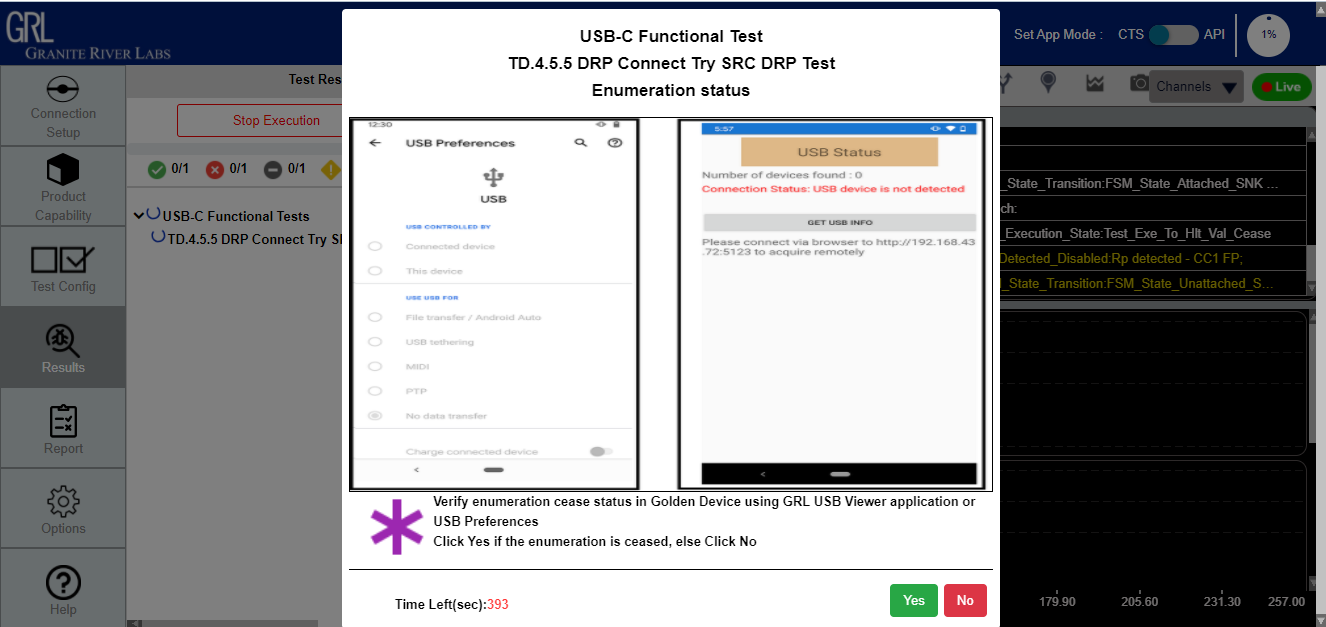 GRL
GRANITE RIVER LABS
Set App Mode :
CTS
API
1%
Connection
Setup
Product
Capability
Test Config
Results
Report
Options
Help
Test Res
Stop Execution
0/1
0/1
0/1
USB-C Functional Tests
TD.4.5.5 DRP Connect Try SI
USB-C Functional Test
TD.4.5.5 DRP Connect Try SRC DRP Test
Enumeration status
12:30
USB Preferences
USB
USB CONTROLLED BY
Connected device
This device
USE USB FOR
File transfer / Android Auto
USB tethering
MIDI
PTP
No data transfer
Charge connected device
5:57
USB Status
Number of devices found : 0
Connection Status: USB device is not detected
GET USB INFO
Please connect via browser to http://192.168.43
.72:5123 to acquire remotely
Verify enumeration cease status in Golden Device using GRL USB Viewer application or
USB Preferences
Click Yes if the enumeration is ceased, else Click No
Time Left(sec):393
Yes
No
Channels
Live
_State_Transition:FSM_State_Attached_SNK ...
ch:
_Execution_State:Test_Exe_To_Hlt_Val_Cease
Detected_Disabled:Rp detected - CC1 FP;
_State_Transition:FSM_State_Unattached_S...
179.90
205.60
231.30
257.00